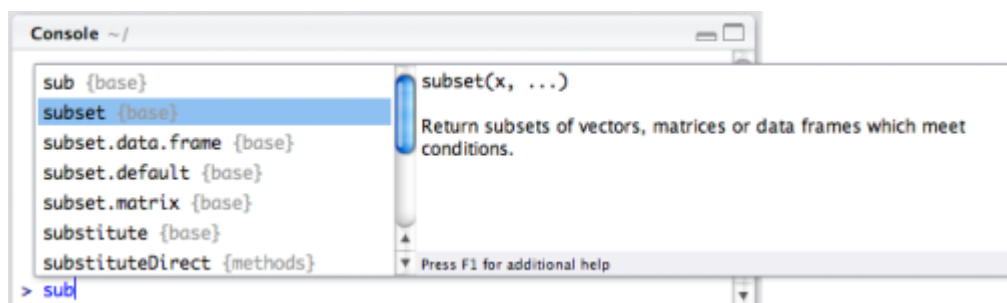 Console ~/
sub {base}
subset {base}
subset.data.frame {base}
subset.default {base}
subset.matrix {base}
substitute {base}
substituteDirect {methods}
subset(x, ...)
Return subsets of vectors, matrices or data frames which meet
conditions.
Press F1 for additional help
> sub